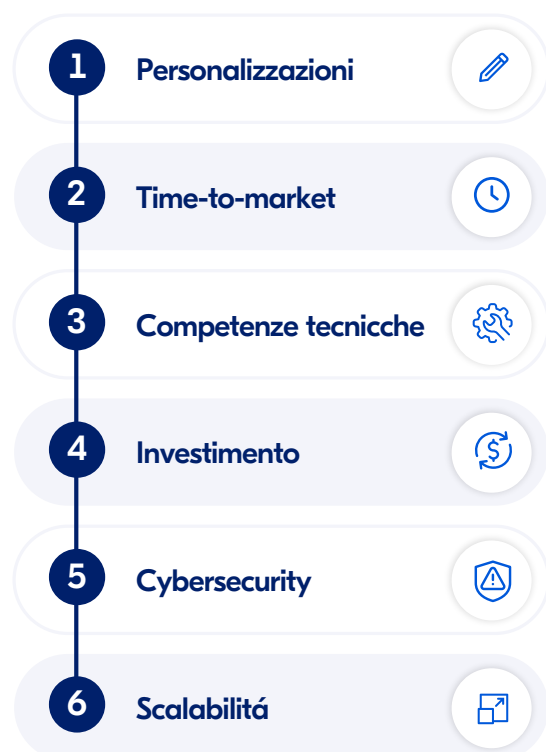 1 Personalizzazioni
2 Time-to-market
3 Competenze tecnicche
4 Investimento
5 Cybersecurity
6 Scalabilitá